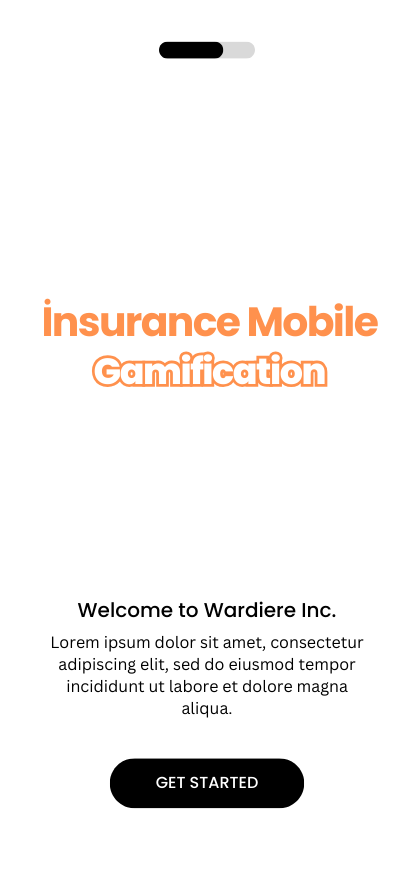 İnsurance Mobile
Gamification
Welcome to Wardiere Inc.
Lorem ipsum dolor sit amet, consectetur
adipiscing elit, sed do eiusmod tempor
incididunt ut labore et dolore magna
aliqua.
GET STARTED